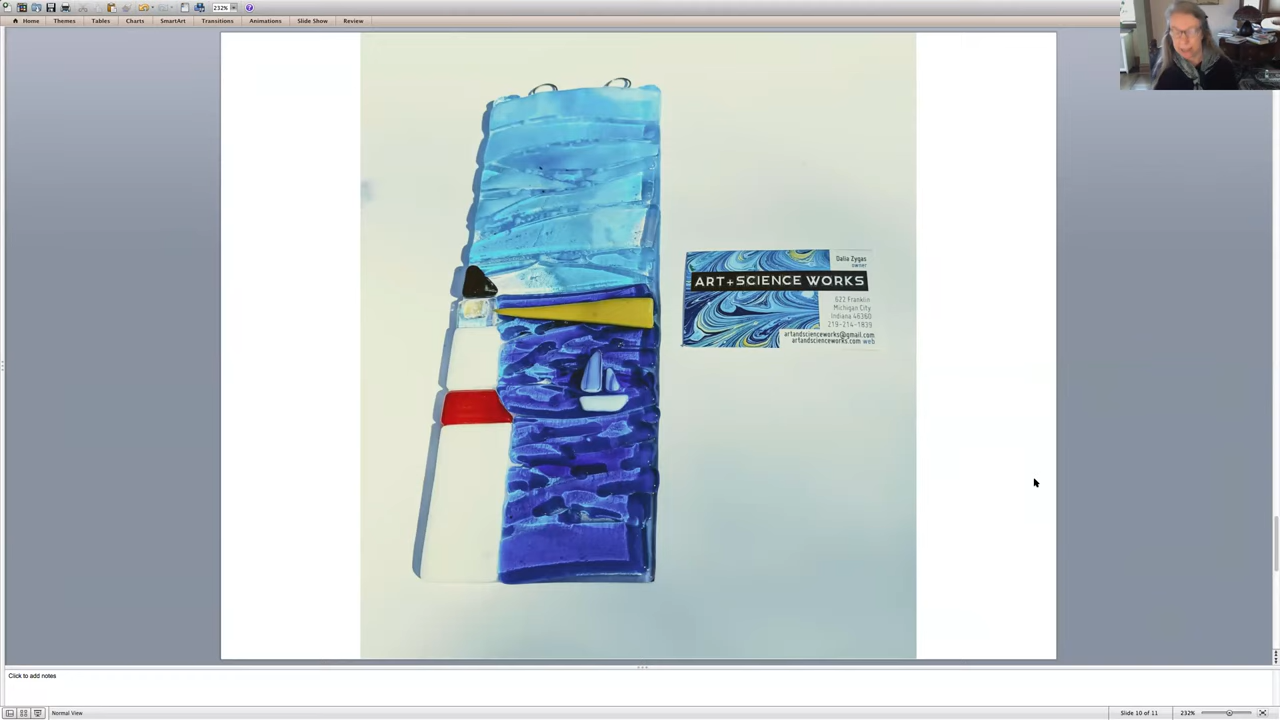 232%
Home Themes Tables Charts SmartArt Transitions Animations Slide Show Review
Dalia Zygas
owner
ART+SCIENCE WORKS
622 Franklin
Michigan City
Indiana 46360
219-214-1839
artandscienceworks@gmail.com
artandscienceworks.com web
Click to add notes
Normal View
Slide 10 of 11
232%